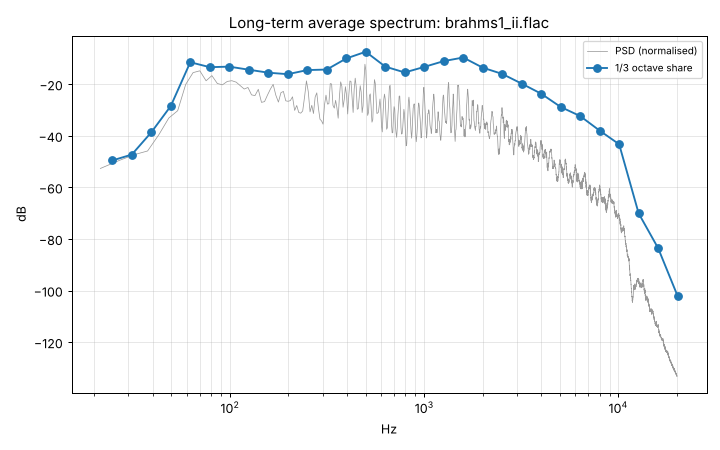 Long-term average spectrum: brahms1_ii.flac
PSD (normalised)
1/3 octave share
dB
−20
−40
−60
−80
−100
−120
10²
10³
10⁴
Hz